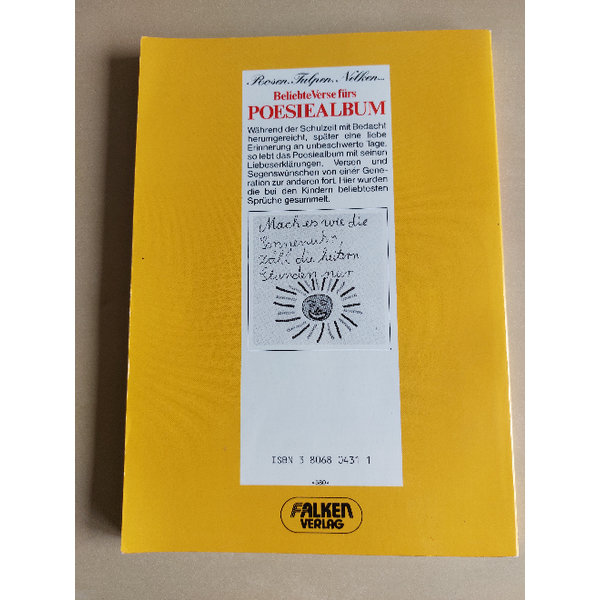 Rosen, Tulpen, Nelken...
Beliebte Verse fürs
POESIEALBUM
Während der Schulzeit mit Bedacht
herumgereicht, später eine liebe
Erinnerung an unbeschwerte Tage,
so lebt das Poesiealbum mit seinen
Liebeserklärungen, Versen und
Segenswünschen von einer Gene-
ration zur anderen fort. Hier wurden
die bei den Kindern beliebtesten
Sprüche gesammelt.
Mach es wie die
Sonnenuhr,
Zähl die heitern
Stunden nur
ISBN 3 8068 0431 1
FALKEN
VERLAG